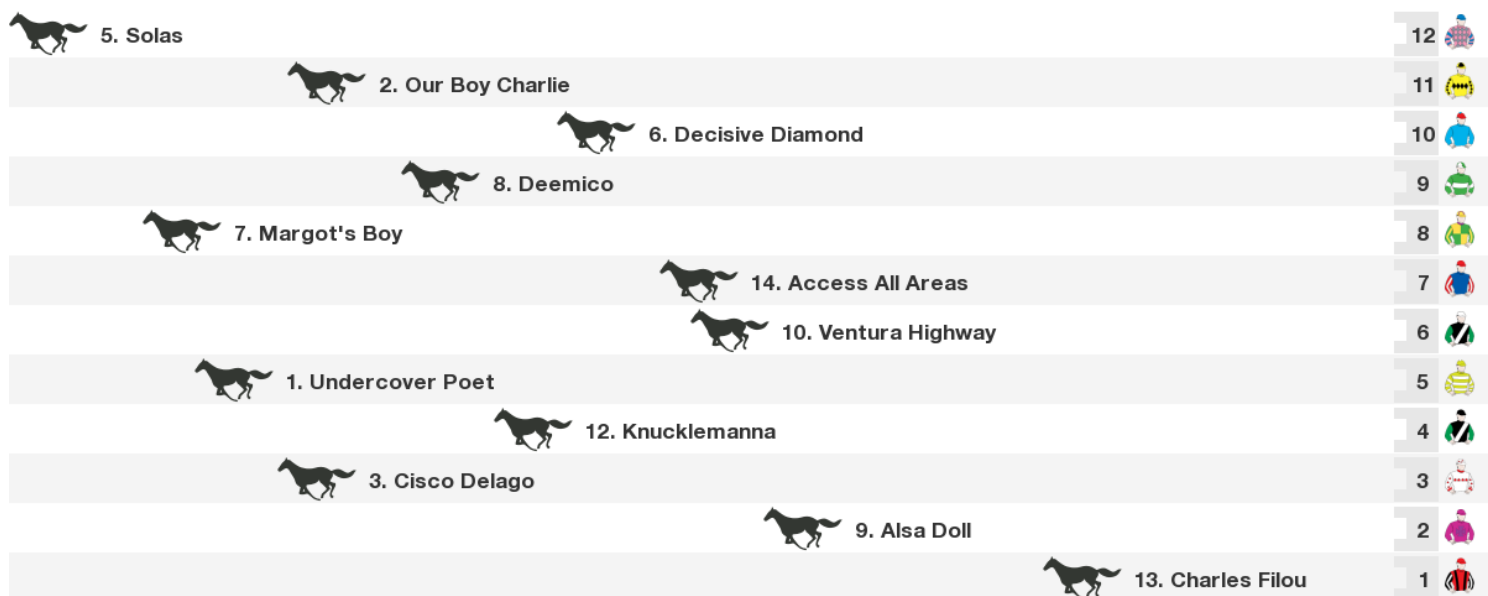 5. Solas 12
2. Our Boy Charlie 11
6. Decisive Diamond 10
8. Deemico 9
7. Margot's Boy 8
14. Access All Areas 7
10. Ventura Highway 6
1. Undercover Poet 5
12. Knucklemanna 4
3. Cisco Delago 3
9. Alsa Doll 2
13. Charles Filou 1